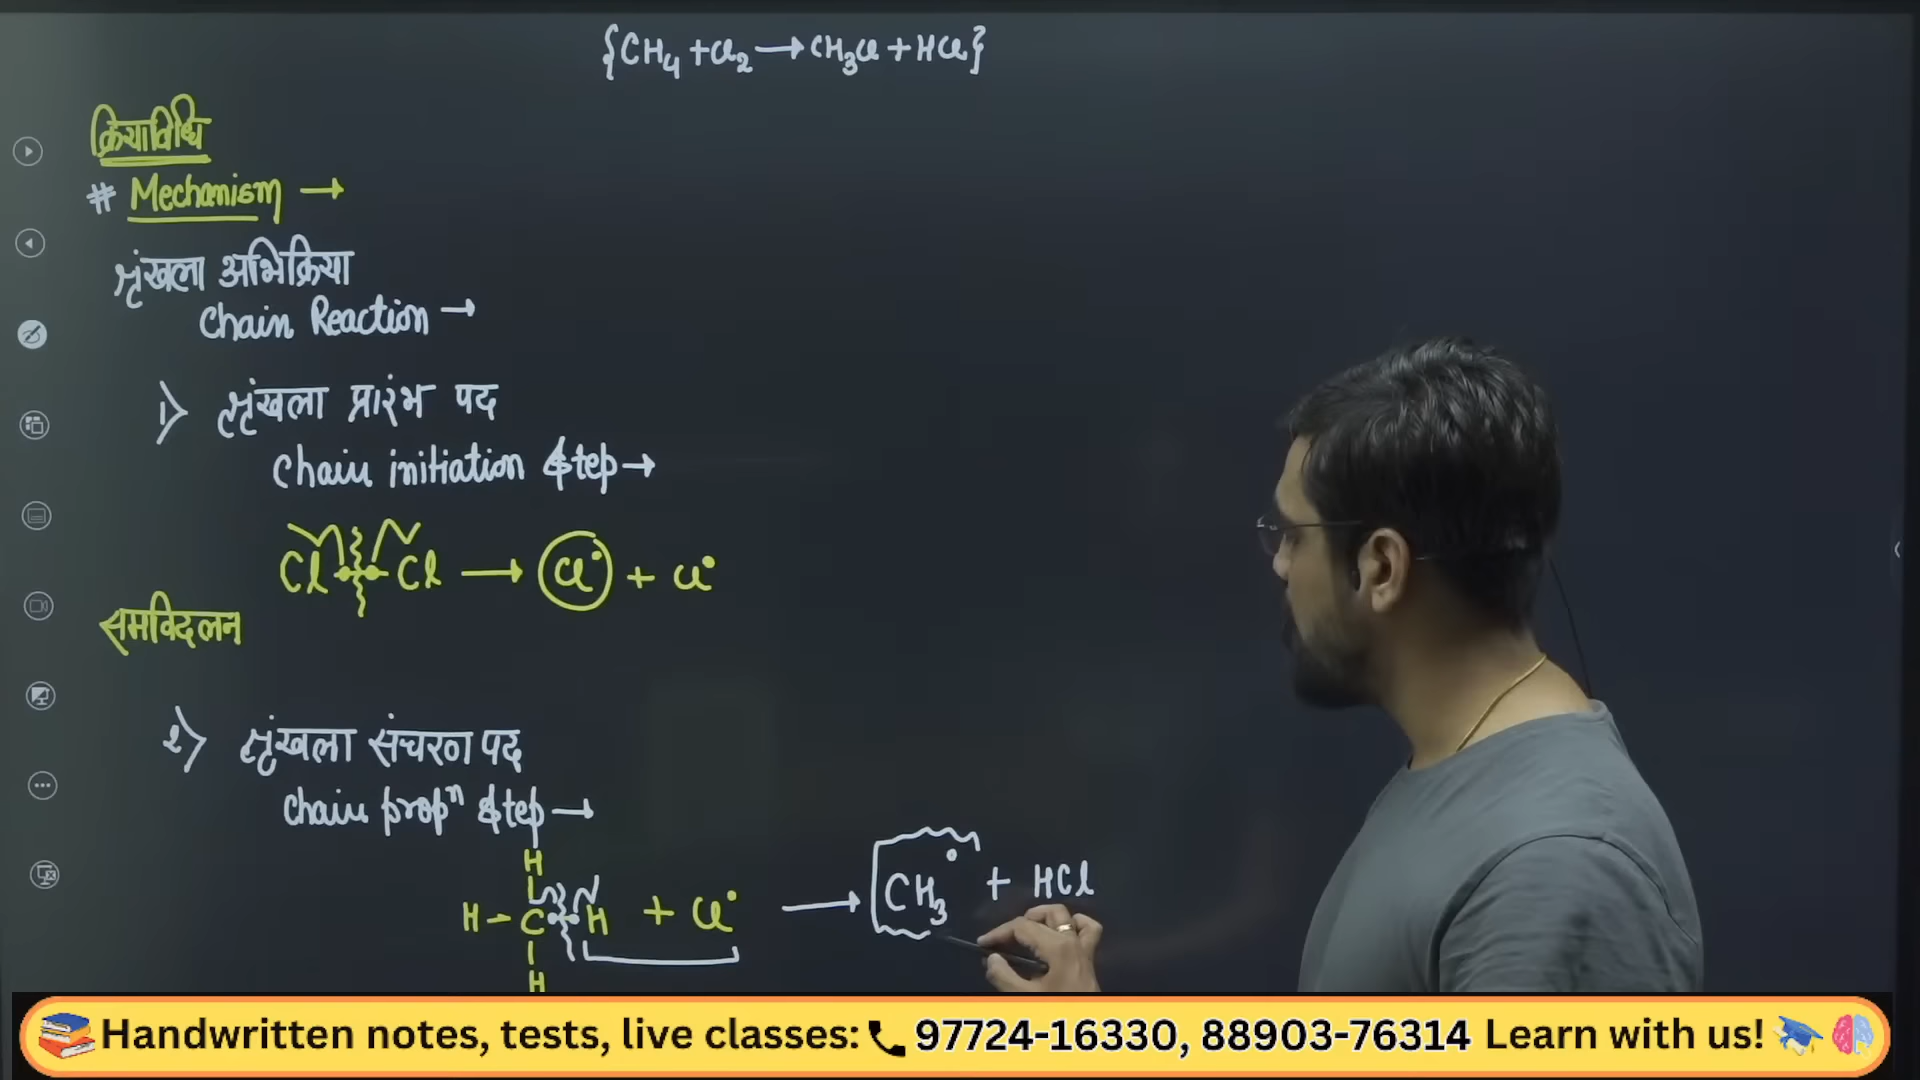 {CH₄ + Cl₂ → CH₃Cl + HCl}
क्रियाविधि
# Mechanism →
श्रृंखला अभिक्रिया
Chain Reaction →
1> श्रृंखला प्रारंभ पद
Chain initiation step →
Cl Cl → Cl• + Cl•
समविदलन
2> श्रृंखला संचरण पद
Chain propⁿ step →
H
H - C H + Cl• → CH₃• + HCl
H
Handwritten notes, tests, live classes: 97724-16330, 88903-76314 Learn with us!